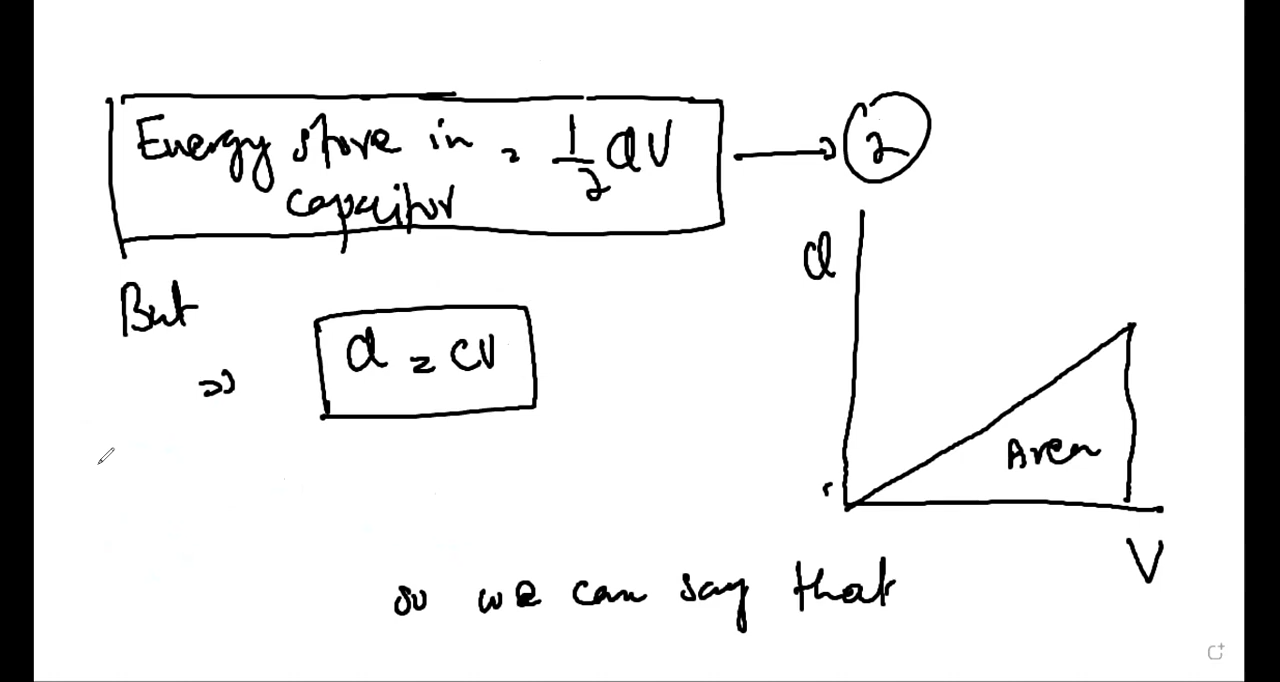 Energy store in = 1/2 QV → 2
capacitor
But
Q
⇒ Q = CV
Area
V
so we can say that